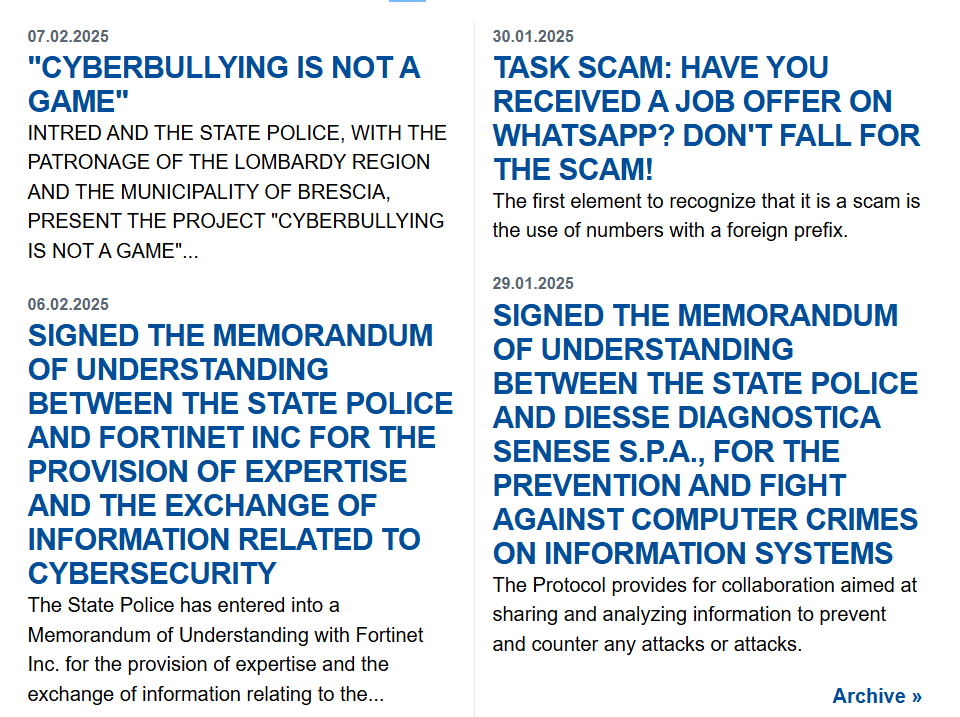 07.02.2025
"CYBERBULLYING IS NOT A
GAME"
INTRED AND THE STATE POLICE, WITH THE
PATRONAGE OF THE LOMBARDY REGION
AND THE MUNICIPALITY OF BRESCIA,
PRESENT THE PROJECT "CYBERBULLYING
IS NOT A GAME"...
06.02.2025
SIGNED THE MEMORANDUM
OF UNDERSTANDING
BETWEEN THE STATE POLICE
AND FORTINET INC FOR THE
PROVISION OF EXPERTISE
AND THE EXCHANGE OF
INFORMATION RELATED TO
CYBERSECURITY
The State Police has entered into a
Memorandum of Understanding with Fortinet
Inc. for the provision of expertise and the
exchange of information relating to the...
30.01.2025
TASK SCAM: HAVE YOU
RECEIVED A JOB OFFER ON
WHATSAPP? DON'T FALL FOR
THE SCAM!
The first element to recognize that it is a scam is
the use of numbers with a foreign prefix.
29.01.2025
SIGNED THE MEMORANDUM
OF UNDERSTANDING
BETWEEN THE STATE POLICE
AND DIESSE DIAGNOSTICA
SENESE S.P.A., FOR THE
PREVENTION AND FIGHT
AGAINST COMPUTER CRIMES
ON INFORMATION SYSTEMS
The Protocol provides for collaboration aimed at
sharing and analyzing information to prevent
and counter any attacks or attacks.
Archive »